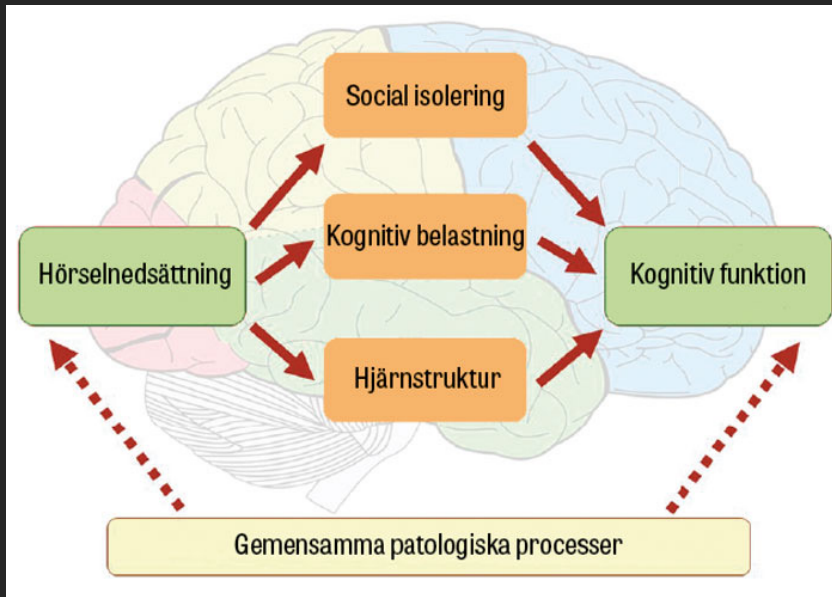 Social isolering
Kognitiv belastning
Hörselnedsättning
Kognitiv funktion
Hjärnstruktur
Gemensamma patologiska processer